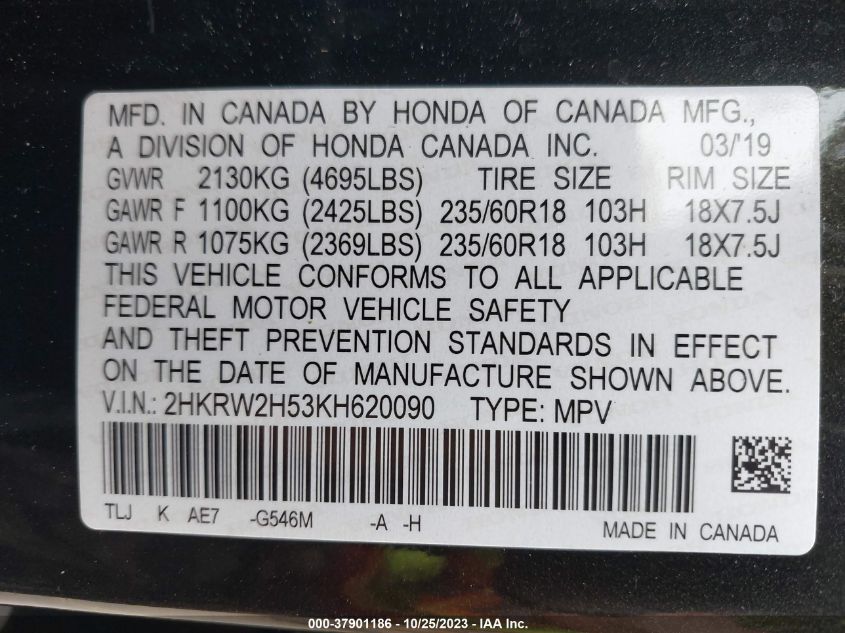 MFD. IN CANADA BY HONDA OF CANADA MFG.,
A DIVISION OF HONDA CANADA INC. 03/'19
GVWR 2130KG (4695LBS) TIRE SIZE RIM SIZE
GAWR F 1100KG (2425LBS) 235/60R18 103H 18X7.5J
GAWR R 1075KG (2369LBS) 235/60R18 103H 18X7.5J
THIS VEHICLE CONFORMS TO ALL APPLICABLE
FEDERAL MOTOR VEHICLE SAFETY
AND THEFT PREVENTION STANDARDS IN EFFECT
ON THE DATE OF MANUFACTURE SHOWN ABOVE.
V.I.N.: 2HKRW2H53KH620090 TYPE: MPV
TLJ K AE7 -G546M -A -H
MADE IN CANADA
000-37901186 - 10/25/2023 - IAA Inc.